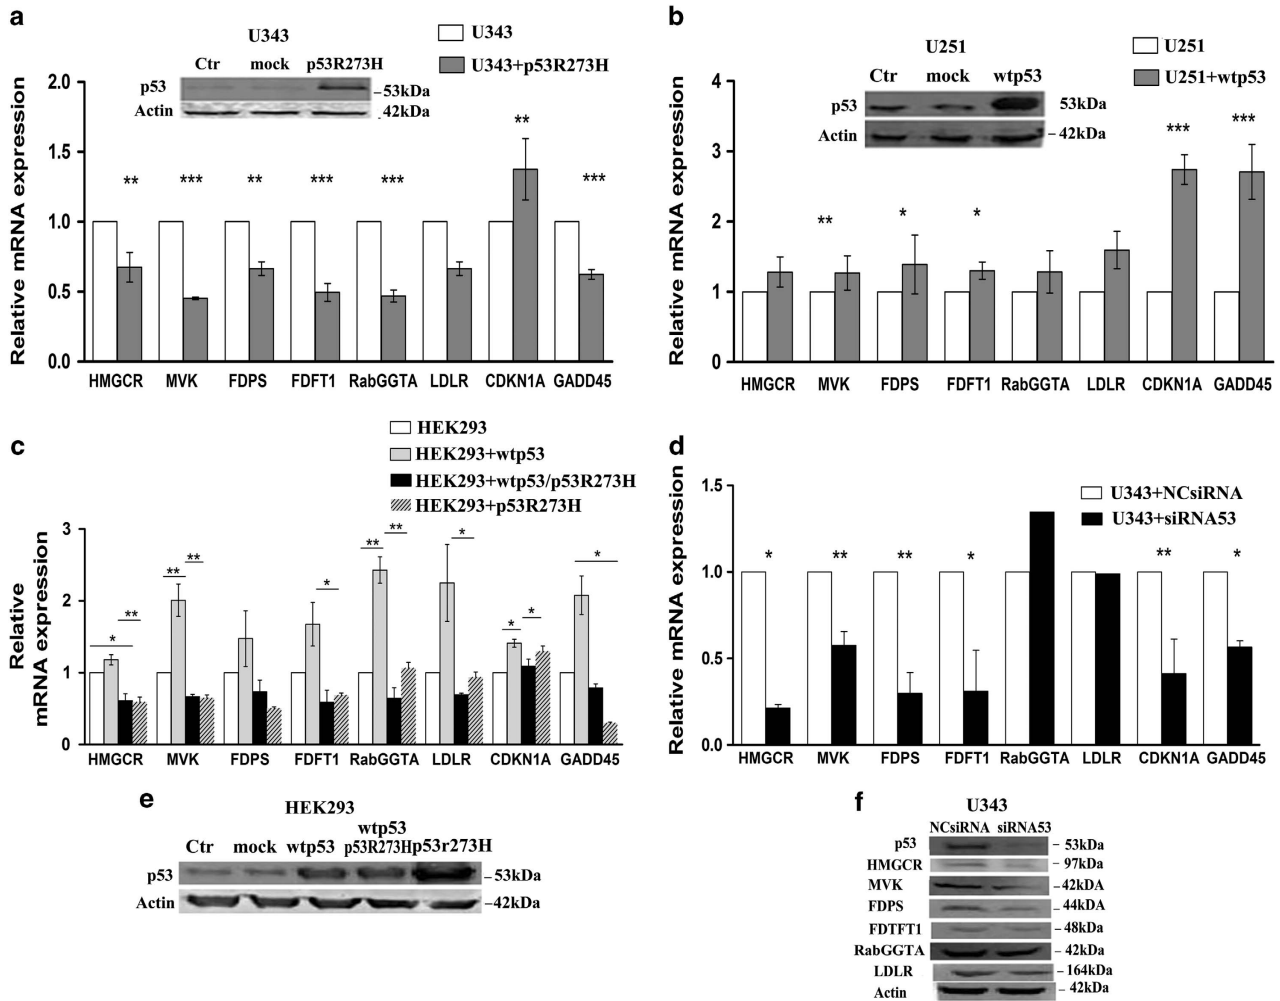 a
U343
U343
U343+p53R273H
Ctr mock p53R273H
p53
–53kDa
Actin
42kDa
Relative mRNA expression
2.0
1.5
1.0
0.5
0.0
** *** ** *** *** ** ***
HMGCR MVK FDPS FDFT1 RabGGTA LDLR CDKN1A GADD45
b
U251
U251
U251+wtp53
Ctr mock wtp53
p53
53kDa
Actin
– 42kDa
Relative mRNA expression
4
3
2
1
0
** * * *** ***
HMGCR MVK FDPS FDFT1 RabGGTA LDLR CDKN1A GADD45
c
HEK293
HEK293+wtp53
HEK293+wtp53/p53R273H
HEK293+p53R273H
Relative
mRNA expression
3
2
1
0
* ** ** ** * ** ** * * * *
HMGCR MVK FDPS FDFT1 RabGGTA LDLR CDKN1A GADD45
d
U343+NCsiRNA
U343+siRNA53
Relative mRNA expression
1.5
1.0
0.5
0.0
* ** ** * ** *
HMGCR MVK FDPS FDFT1 RabGGTA LDLR CDKN1A GADD45
e
HEK293
Ctr mock wtp53 wtp53 p53r273H
p53R273H
p53
–53kDa
Actin
–42kDa
f
U343
NCsiRNA siRNA53
p53 – 53kDa
HMGCR – 97kDa
MVK –42kDA
FDPS – 44kDA
FDTFT1 – 48kDa
RabGGTA – 42kDa
LDLR –164kDa
Actin – 42kDa